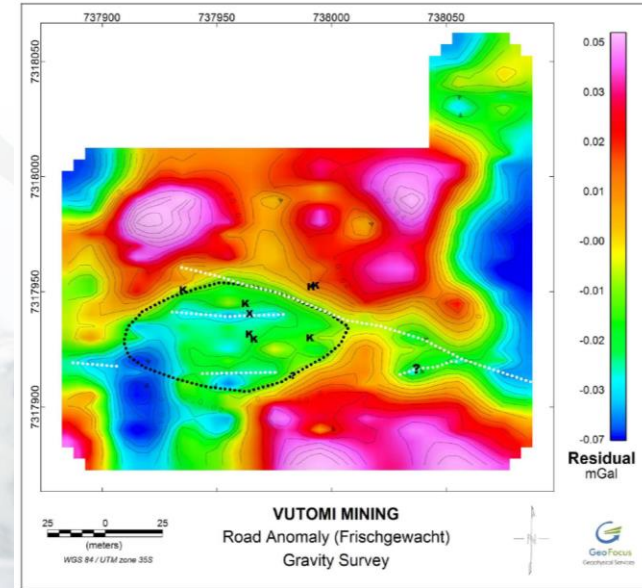 737900 737950 738000 738050
7318050
7318000
7317950
7317900
K
K K
K
X
K K K
?
?
0.05
0.03
0.02
0.01
-0.00
-0.01
-0.02
-0.03
-0.07
Residual
mGal
25 0 25
(meters)
WGS 84 / UTM zone 35S
VUTOMI MINING
Road Anomaly (Frischgewacht)
Gravity Survey
N
GeoFocus
Geophysical Services